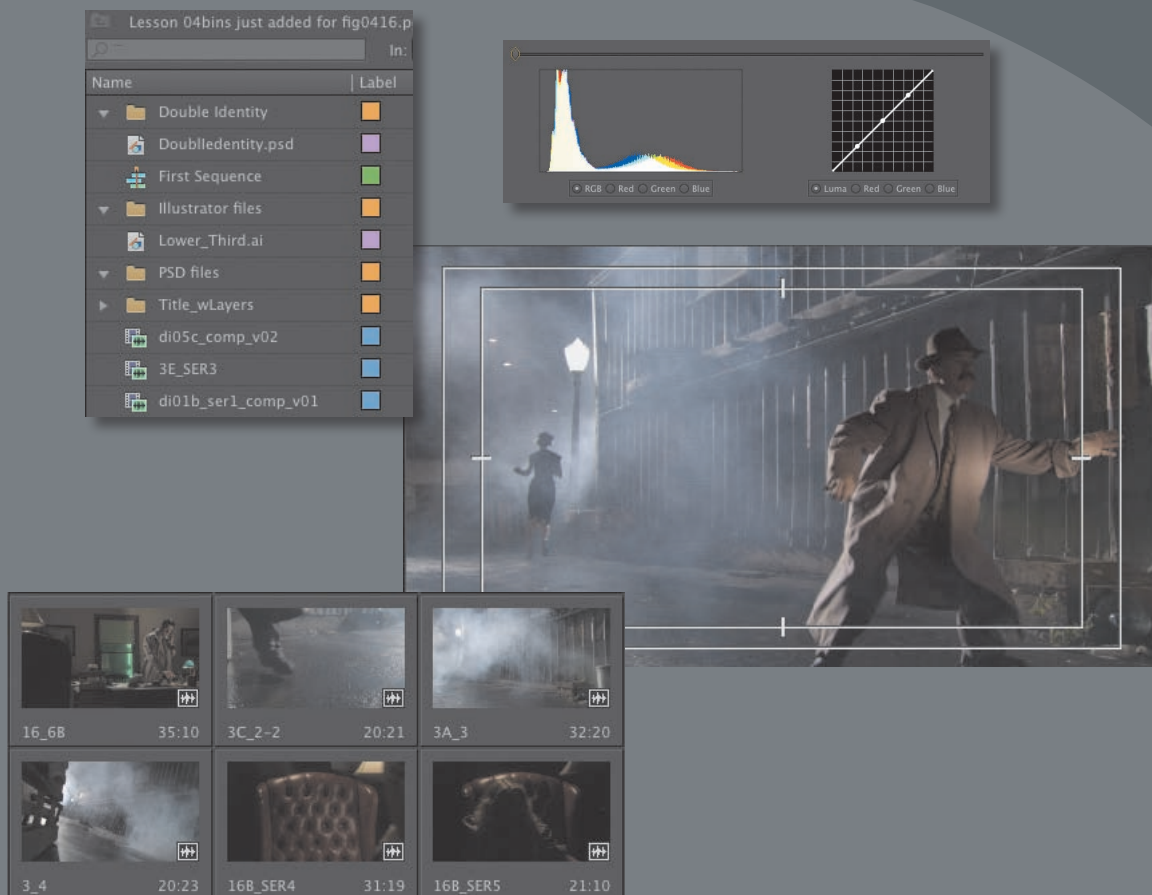 Lesson 04bins just added for fig0416.p
In:
Name Label
Double Identity
DoublIedentity.psd
First Sequence
Illustrator files
Lower_Third.ai
PSD files
Title_wLayers
di05c_comp_v02
3E_SER3
di01b_ser1_comp_v01
RGB Red Green Blue
Luma Red Green Blue
16_6B 35:10
3C_2-2 20:21
3A_3 32:20
3_4 20:23
16B_SER4 31:19
16B_SER5 21:10